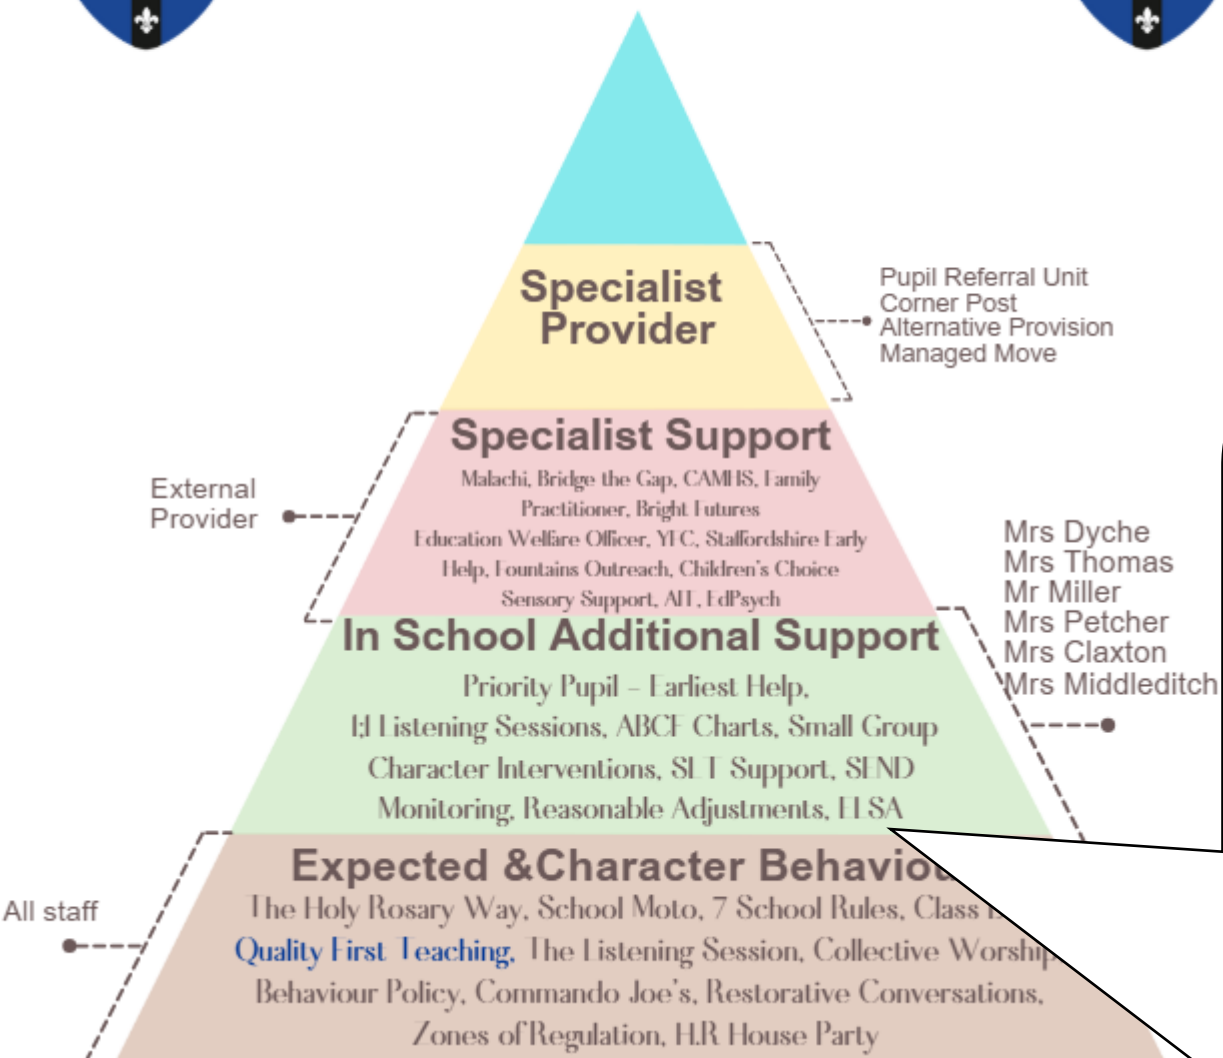 Specialist
Provider
Pupil Referral Unit
Corner Post
Alternative Provision
Managed Move
Specialist Support
Malachi, Bridge the Gap, CAMHS, Family
Practitioner, Bright Futures
Education Welfare Officer, YFC, Staffordshire Early
Help, Fountains Outreach, Children's Choice
Sensory Support, AIT, EdPsych
External
Provider
Mrs Dyche
Mrs Thomas
Mr Miller
Mrs Petcher
Mrs Claxton
Mrs Middleditch
In School Additional Support
Priority Pupil – Earliest Help,
1:1 Listening Sessions, ABCF Charts, Small Group
Character Interventions, SLT Support, SEND
Monitoring, Reasonable Adjustments, ELSA
Expected &Character Behaviou
The Holy Rosary Way, School Moto, 7 School Rules, Class
Quality First Teaching, The Listening Session, Collective Worship
Behaviour Policy, Commando Joe's, Restorative Conversations,
Zones of Regulation, H.R House Party
All staff